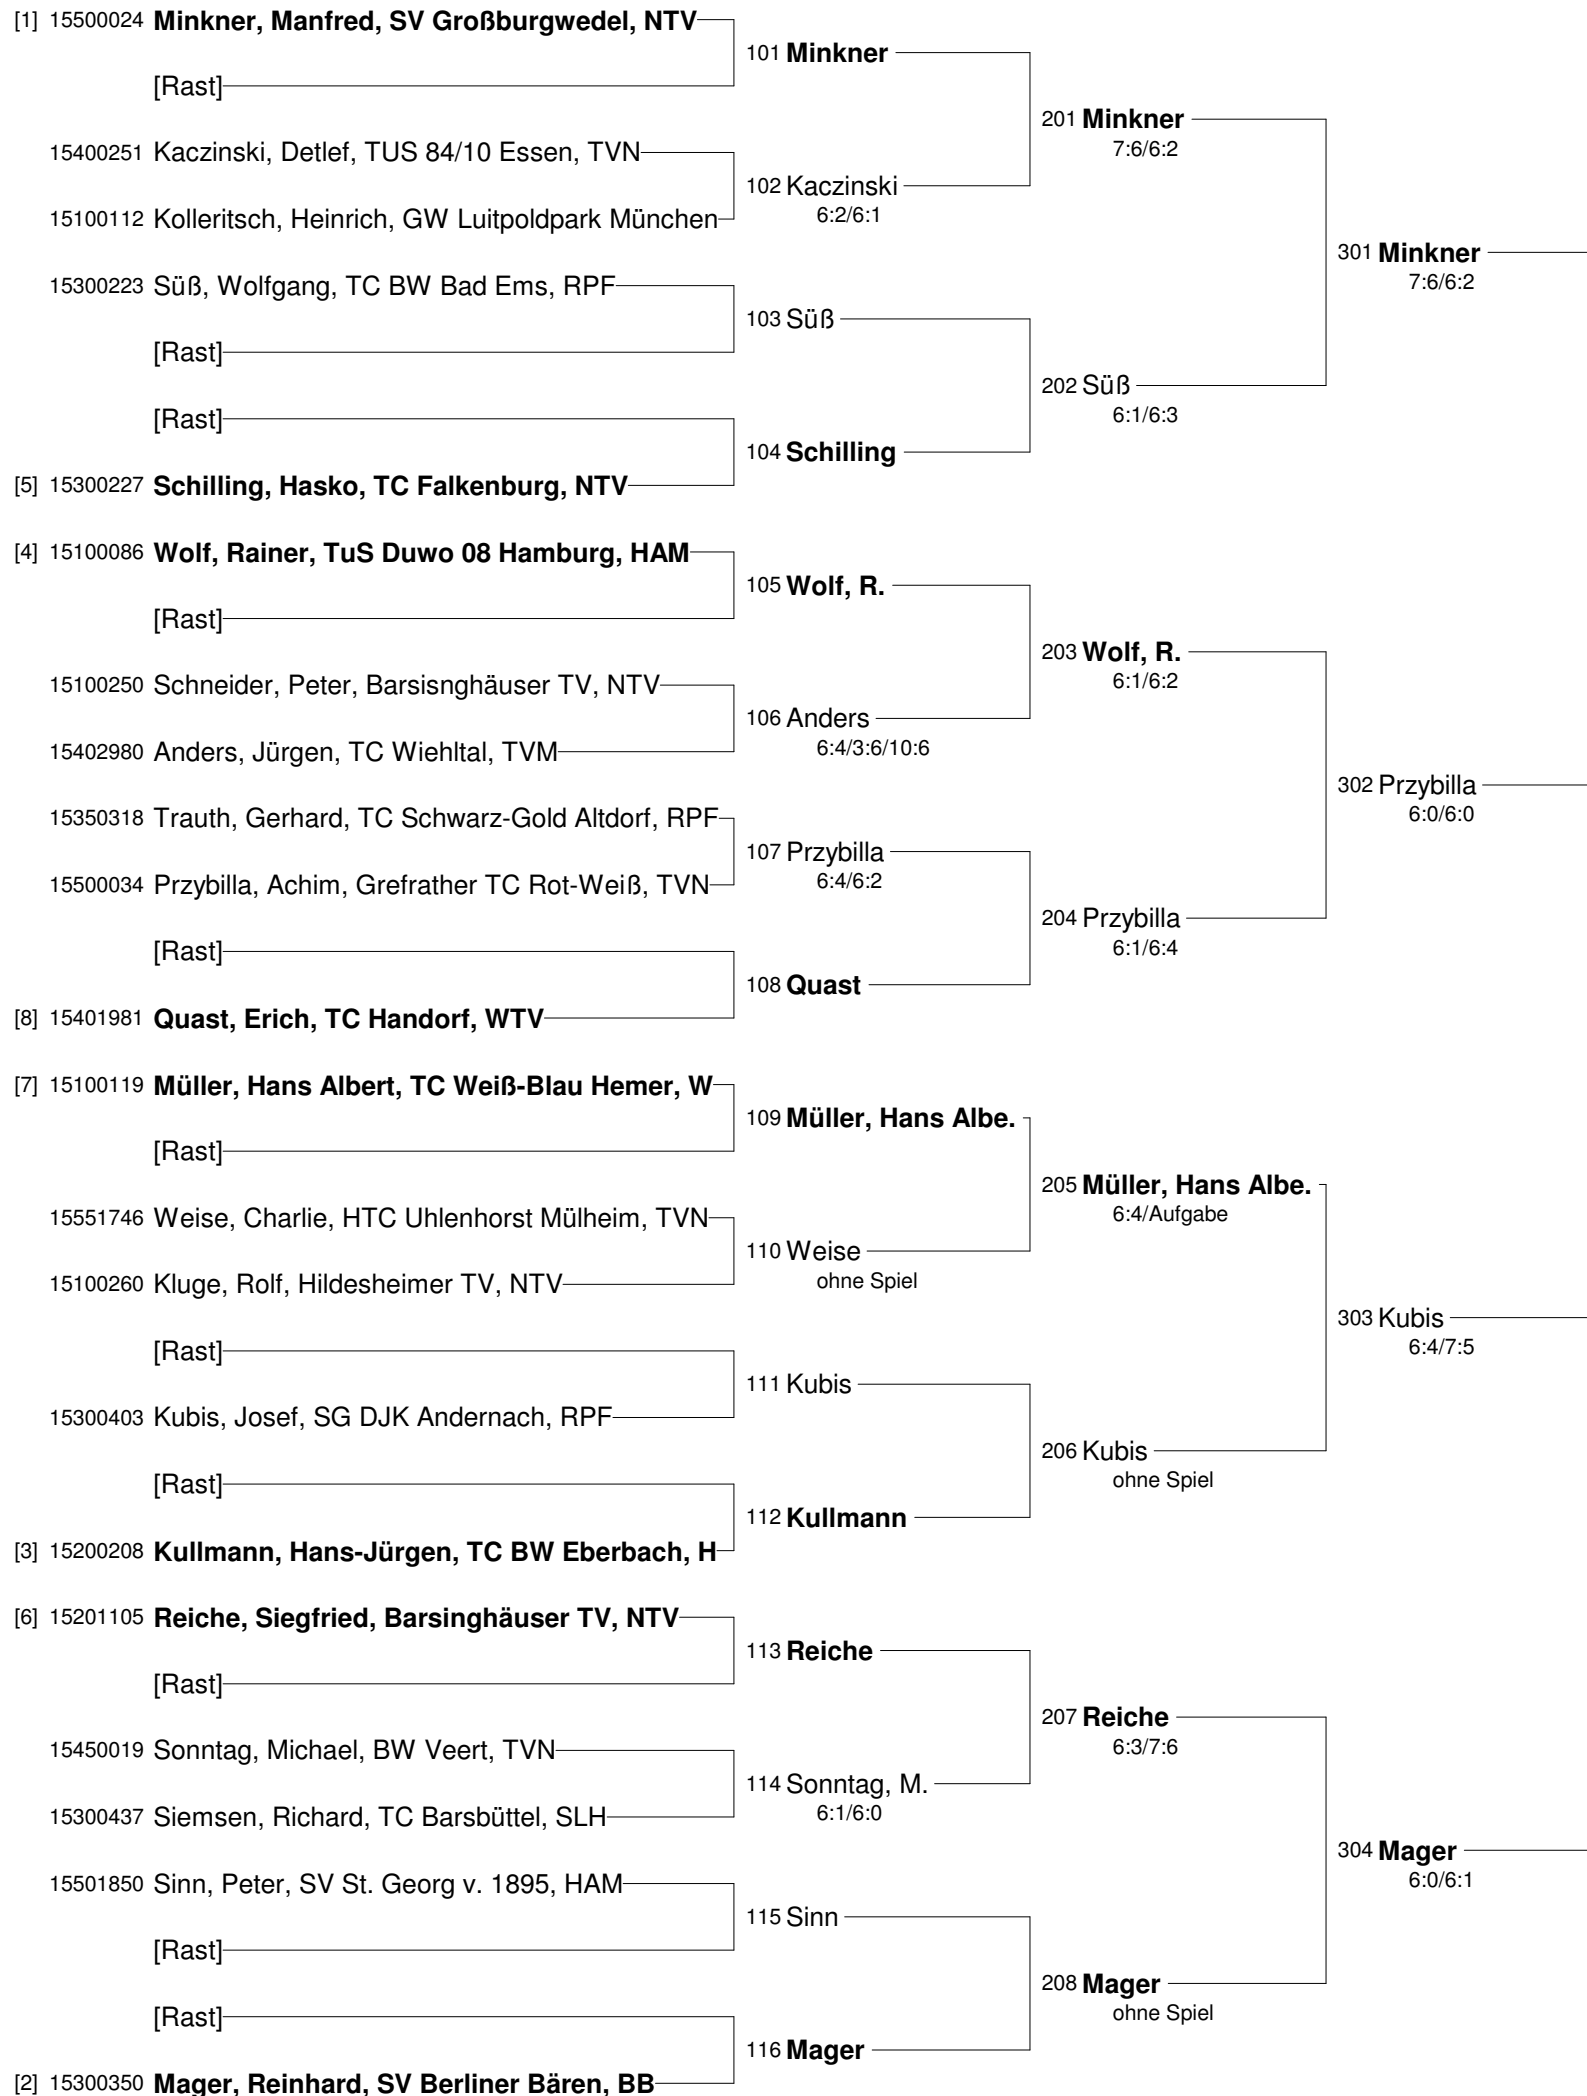 [1] 15500024 Minkner, Manfred, SV Großburgwedel, NTV
101 Minkner
[Rast]
201 Minkner
7:6/6:2
15400251 Kaczinski, Detlef, TUS 84/10 Essen, TVN
102 Kaczinski
6:2/6:1
15100112 Kolleritsch, Heinrich, GW Luitpoldpark München
301 Minkner
7:6/6:2
15300223 Süß, Wolfgang, TC BW Bad Ems, RPF
103 Süß
[Rast]
202 Süß
6:1/6:3
[Rast]
104 Schilling
[5] 15300227 Schilling, Hasko, TC Falkenburg, NTV
[4] 15100086 Wolf, Rainer, TuS Duwo 08 Hamburg, HAM
105 Wolf, R.
[Rast]
203 Wolf, R.
6:1/6:2
15100250 Schneider, Peter, Barsisnghäuser TV, NTV
106 Anders
6:4/3:6/10:6
15402980 Anders, Jürgen, TC Wiehltal, TVM
302 Przybilla
6:0/6:0
15350318 Trauth, Gerhard, TC Schwarz-Gold Altdorf, RPF
107 Przybilla
6:4/6:2
15500034 Przybilla, Achim, Grefrather TC Rot-Weiß, TVN
204 Przybilla
6:1/6:4
[Rast]
108 Quast
[8] 15401981 Quast, Erich, TC Handorf, WTV
[7] 15100119 Müller, Hans Albert, TC Weiß-Blau Hemer, W
109 Müller, Hans Albe.
[Rast]
205 Müller, Hans Albe.
6:4/Aufgabe
15551746 Weise, Charlie, HTC Uhlenhorst Mülheim, TVN
110 Weise
ohne Spiel
15100260 Kluge, Rolf, Hildesheimer TV, NTV
303 Kubis
6:4/7:5
[Rast]
111 Kubis
15300403 Kubis, Josef, SG DJK Andernach, RPF
206 Kubis
ohne Spiel
[Rast]
112 Kullmann
[3] 15200208 Kullmann, Hans-Jürgen, TC BW Eberbach, H
[6] 15201105 Reiche, Siegfried, Barsinghäuser TV, NTV
113 Reiche
[Rast]
207 Reiche
6:3/7:6
15450019 Sonntag, Michael, BW Veert, TVN
114 Sonntag, M.
6:1/6:0
15300437 Siemsen, Richard, TC Barsbüttel, SLH
304 Mager
6:0/6:1
15501850 Sinn, Peter, SV St. Georg v. 1895, HAM
115 Sinn
[Rast]
208 Mager
ohne Spiel
[Rast]
116 Mager
[2] 15300350 Mager, Reinhard, SV Berliner Bären, BB